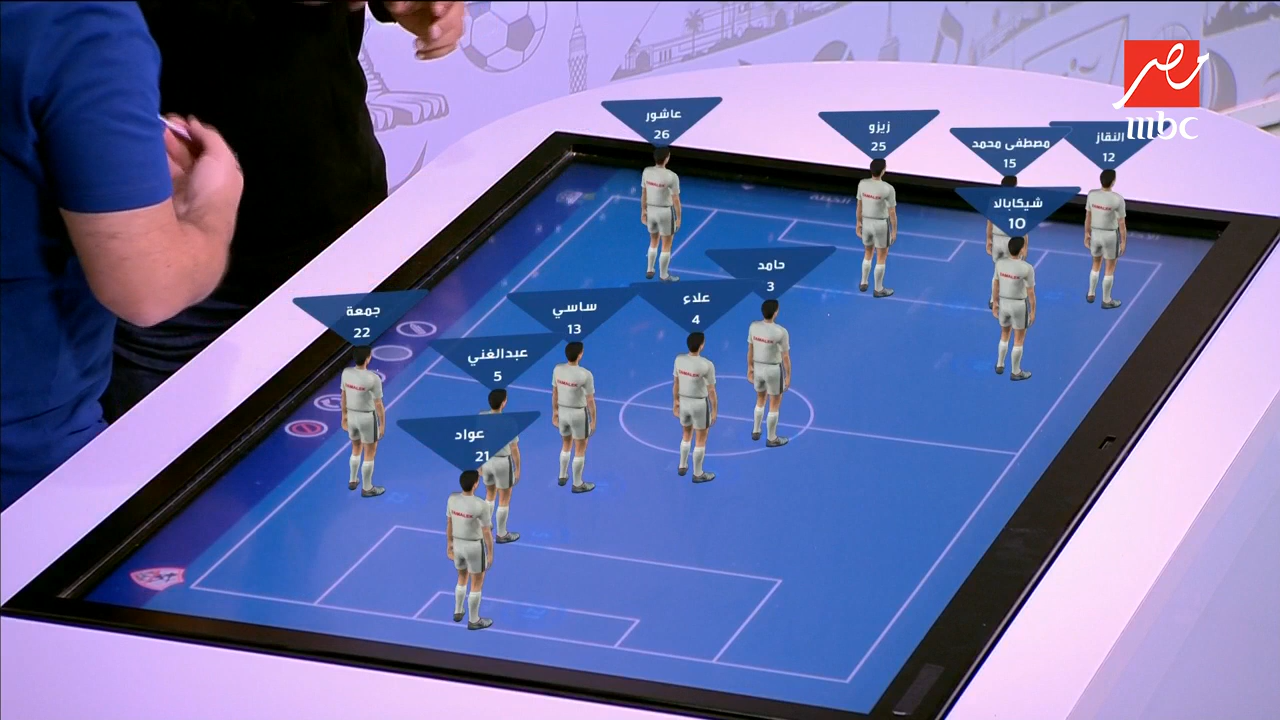 مصر
mbc
عاشور
26
زيزو
25
مصطفى محمد
15
النقاز
12
شيكابالا
10
حامد
3
علاء
4
ساسي
13
جمعة
22
عبدالغني
5
عواد
21
ZAMALEK